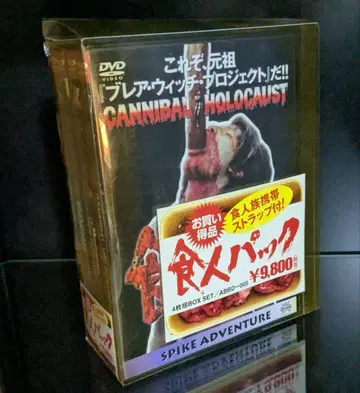 DVD
VIDEO
これぞ、元祖
『ブレア・ウィッチ・プロジェクト』だ!!
CANNIBAL HOLOCAUST
お買い
得品
食人族携帯
ストラップ付!
食人パック
4枚組BOX SET/ABBD-005
¥9,800
SPIKE ADVENTURE